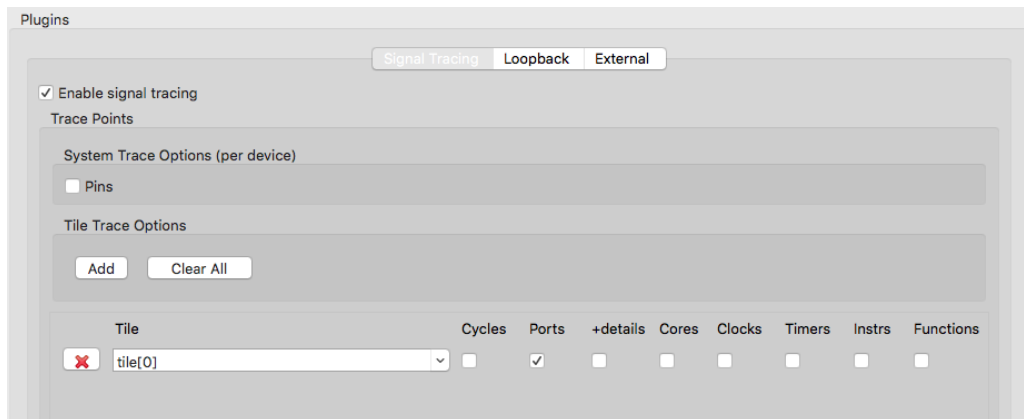 Plugins
Signal Tracing Loopback External
Enable signal tracing
Trace Points
System Trace Options (per device)
Pins
Tile Trace Options
Add Clear All
Tile Cycles Ports +details Cores Clocks Timers Instrs Functions
tile[0]